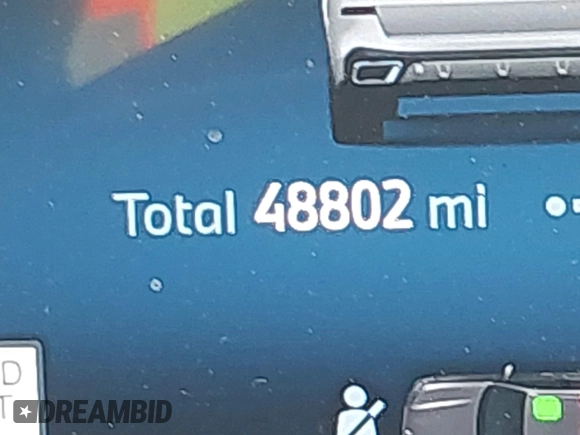 Total 48802 mi
D
T
DREAMBID